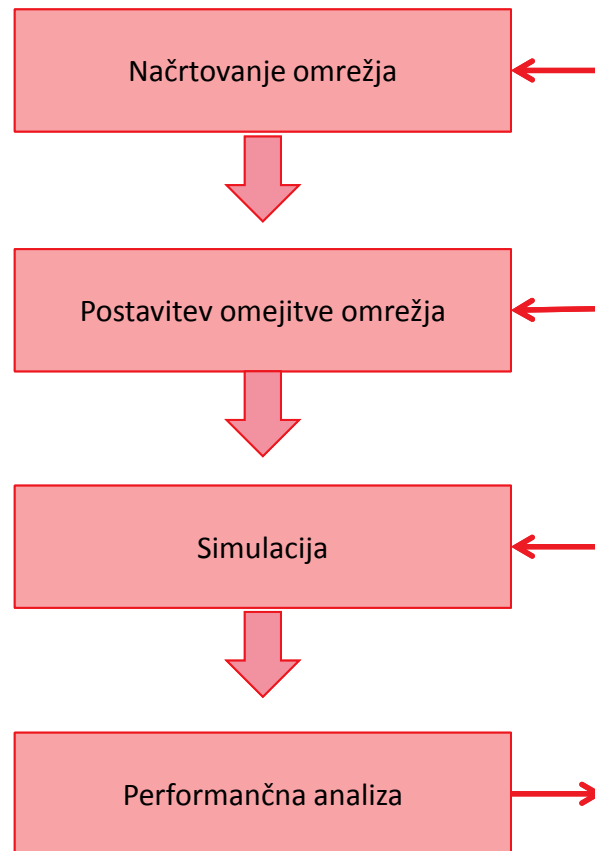 Načrtovanje omrežja
Postavitev omejitve omrežja
Simulacija
Performančna analiza